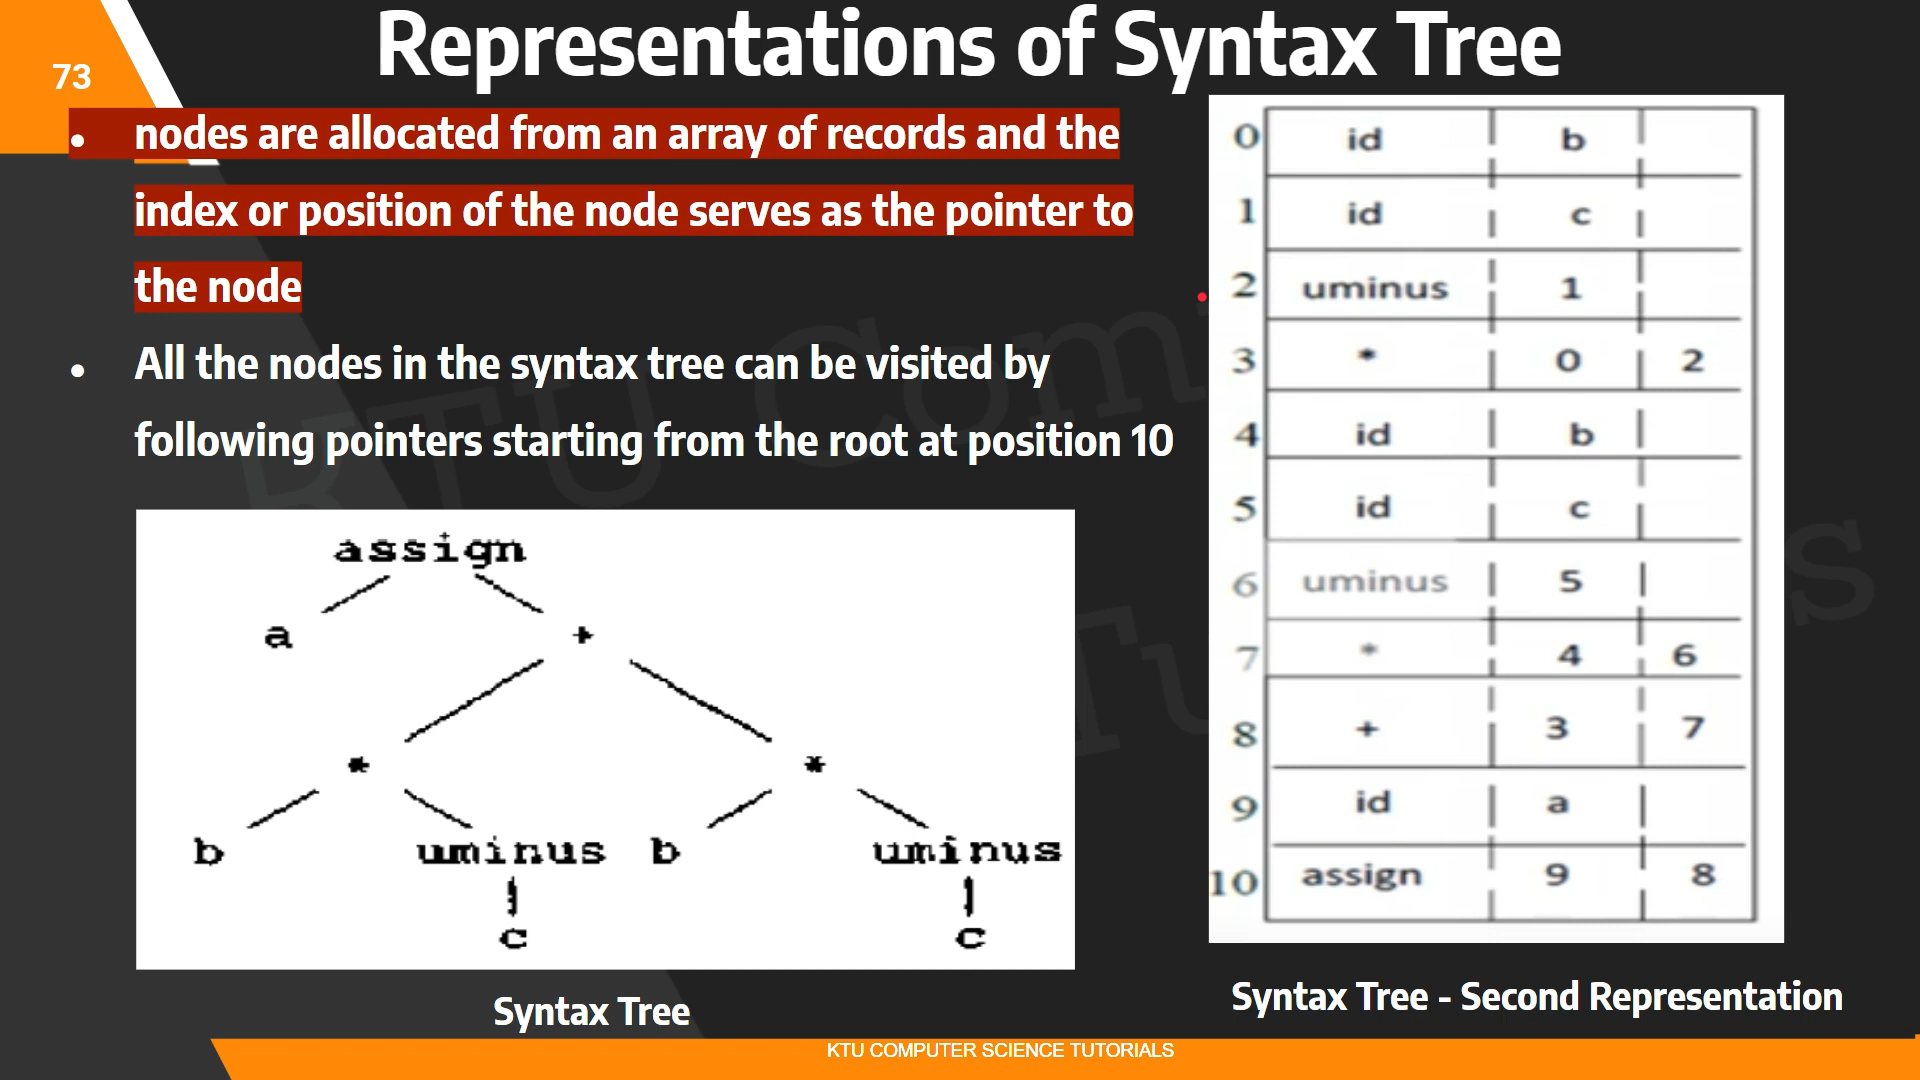 Representations of Syntax Tree
73
• nodes are allocated from an array of records and the
index or position of the node serves as the pointer to
the node
• All the nodes in the syntax tree can be visited by
following pointers starting from the root at position 10
assign
a +
* *
b uminus b uminus
c c
Syntax Tree
0 id b
1 id c
2 uminus 1
3 * 0 2
4 id b
5 id c
6 uminus 5
7 * 4 6
8 + 3 7
9 id a
10 assign 9 8
Syntax Tree - Second Representation
KTU COMPUTER SCIENCE TUTORIALS